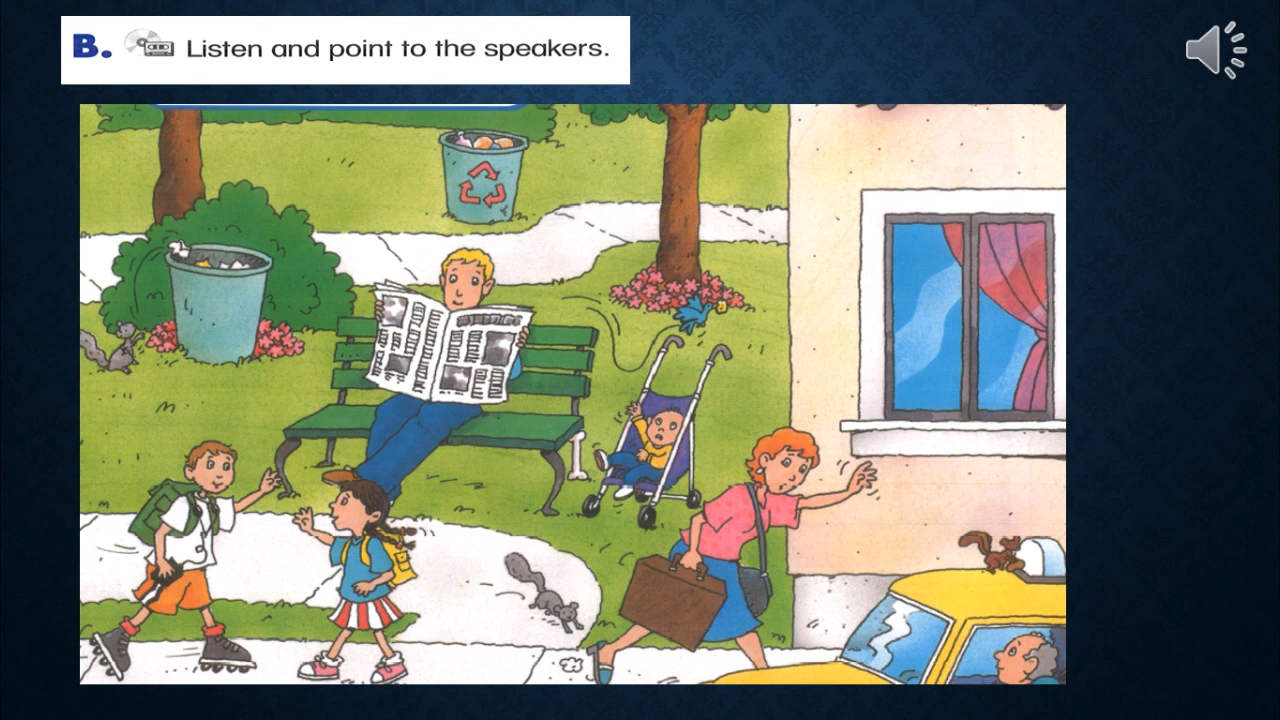 B. Listen and point to the speakers.